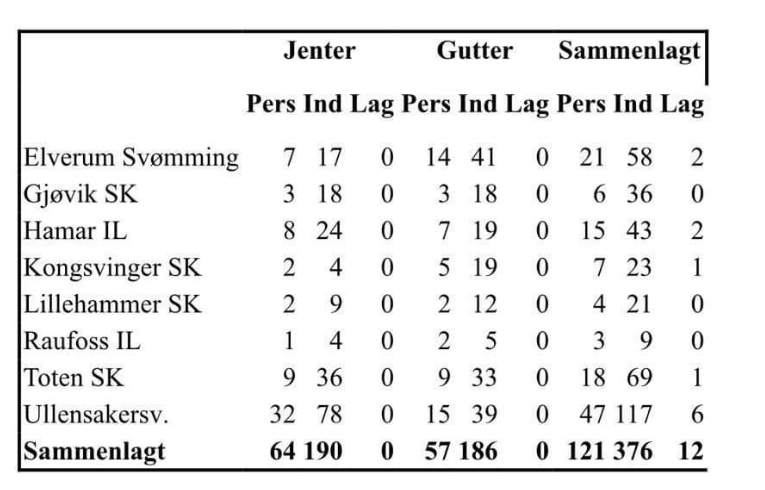 Jenter Gutter Sammenlagt
Pers Ind Lag Pers Ind Lag Pers Ind Lag
Elverum Svømming 7 17 0 14 41 0 21 58 2
Gjøvik SK 3 18 0 3 18 0 6 36 0
Hamar IL 8 24 0 7 19 0 15 43 2
Kongsvinger SK 2 4 0 5 19 0 7 23 1
Lillehammer SK 2 9 0 2 12 0 4 21 0
Raufoss IL 1 4 0 2 5 0 3 9 0
Toten SK 9 36 0 9 33 0 18 69 1
Ullensakersv. 32 78 0 15 39 0 47 117 6
Sammenlagt 64 190 0 57 186 0 121 376 12